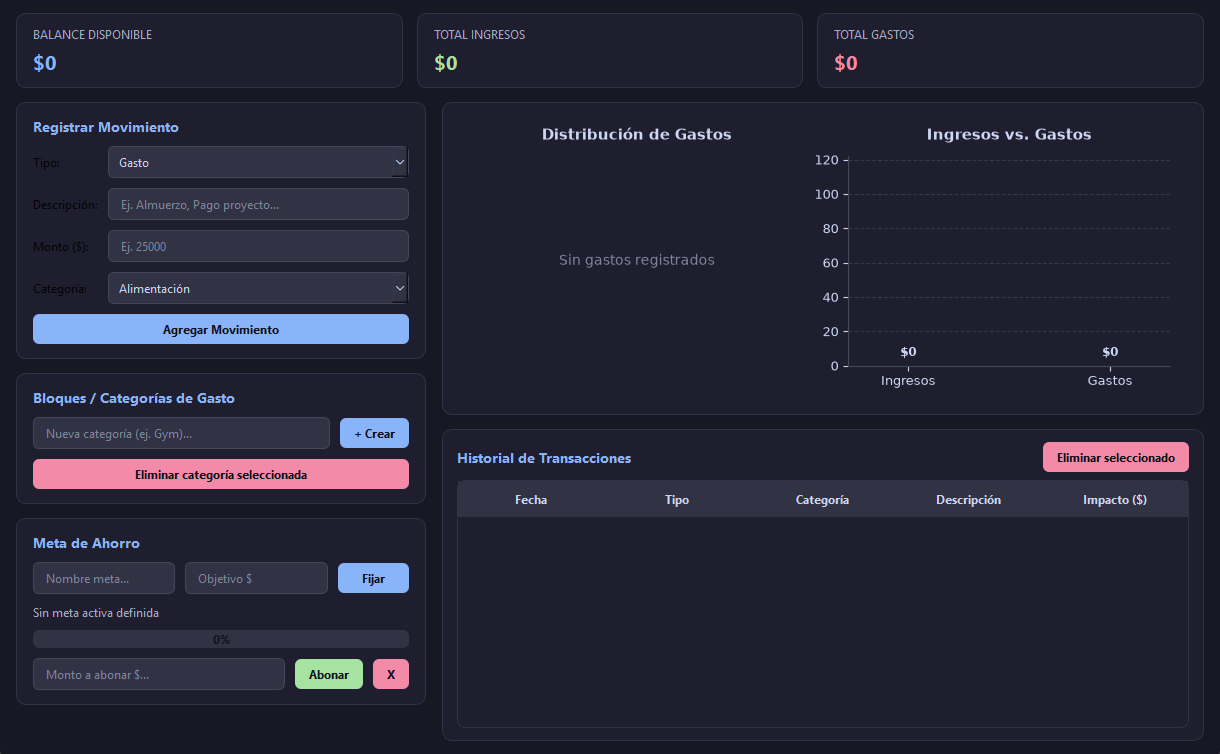 BALANCE DISPONIBLE
$0
TOTAL INGRESOS
$0
TOTAL GASTOS
$0
Registrar Movimiento
Tipo: Gasto
Descripción: Ej. Almuerzo, Pago proyecto...
Monto ($): Ej. 25000
Categoría: Alimentación
Agregar Movimiento
Bloques / Categorías de Gasto
Nueva categoría (ej. Gym)... + Crear
Eliminar categoría seleccionada
Meta de Ahorro
Nombre meta... Objetivo $ Fijar
Sin meta activa definida
0%
Monto a abonar $... Abonar X
Distribución de Gastos
Sin gastos registrados
Ingresos vs. Gastos
120
100
80
60
40
20
0
$0 $0
Ingresos Gastos
Historial de Transacciones Eliminar seleccionado
Fecha Tipo Categoría Descripción Impacto ($)